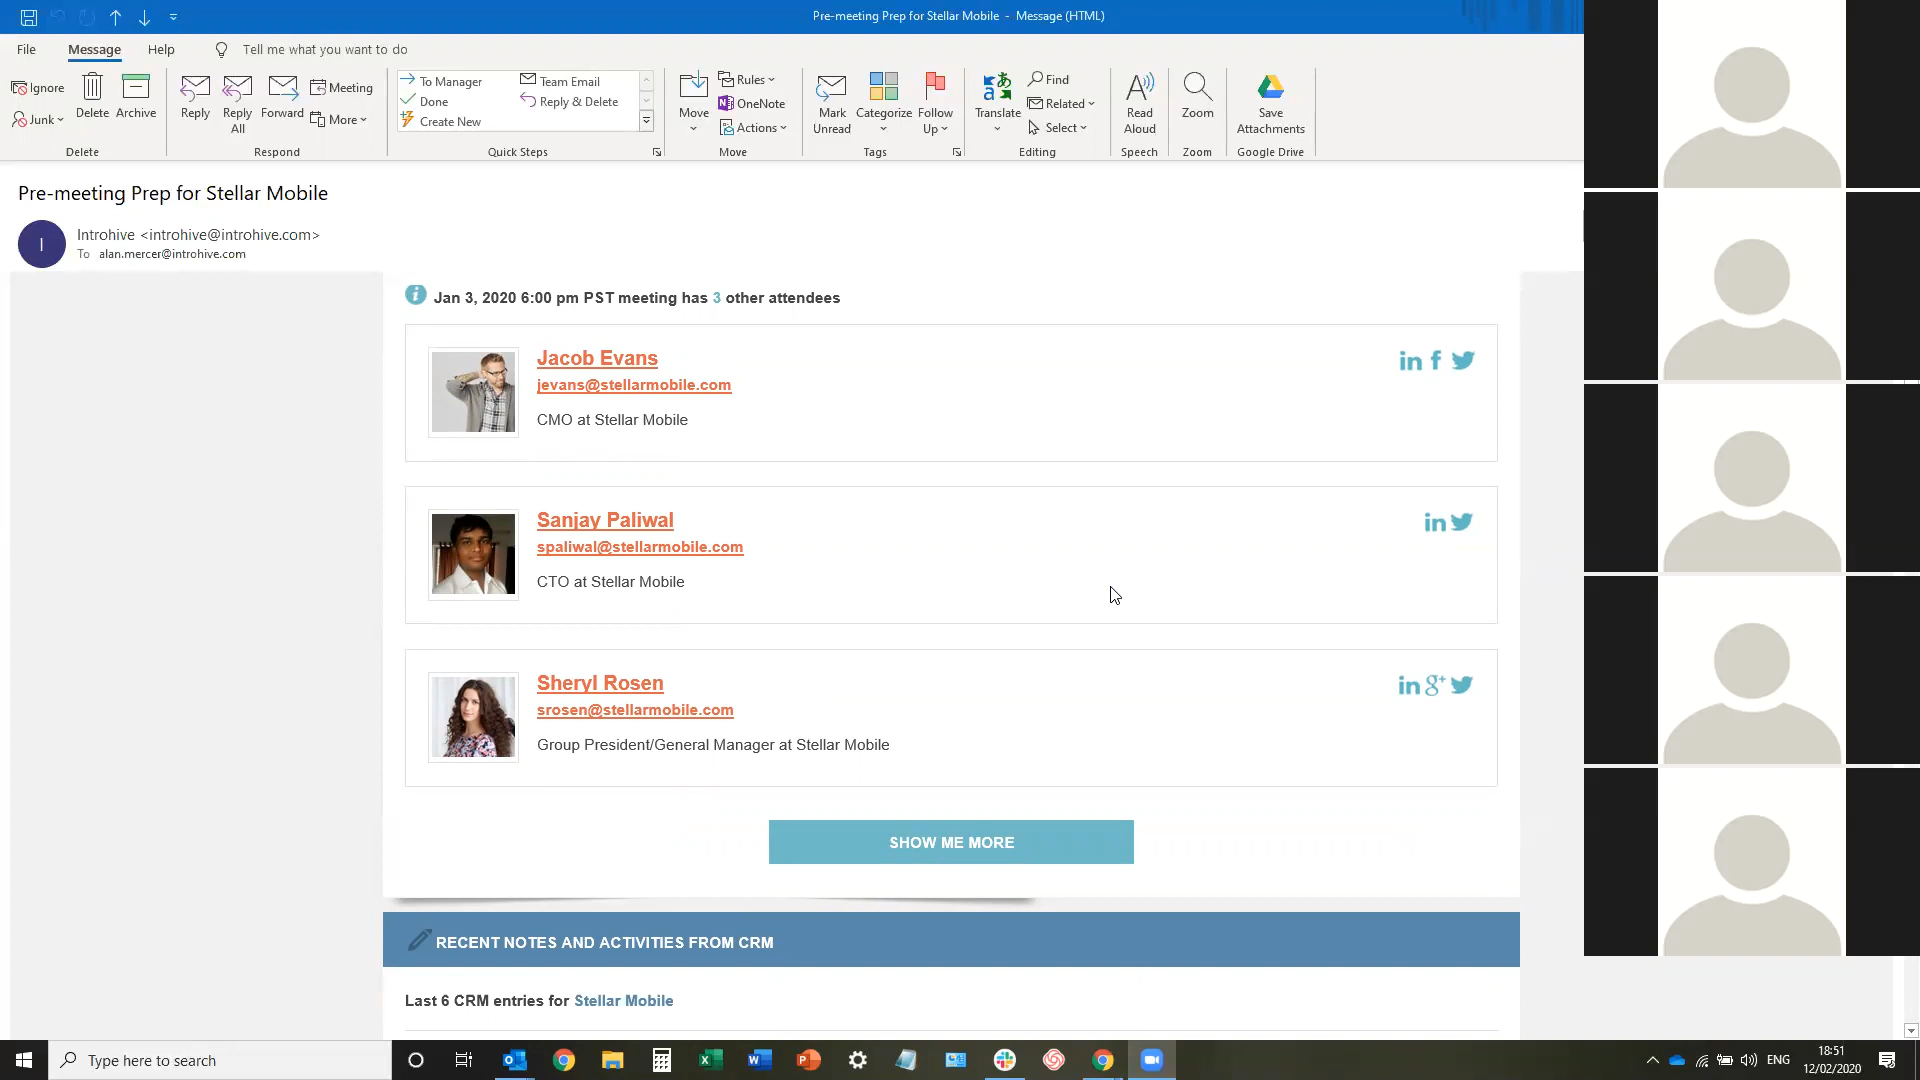 Pre-meeting Prep for Stellar Mobile - Message (HTML)
File Message Help Tell me what you want to do
Ignore
Junk
Delete
Archive
Delete
Reply
Reply All
Forward
Meeting
More
Respond
To Manager
Team Email
Done
Reply & Delete
Create New
Quick Steps
Move
Rules
OneNote
Actions
Move
Mark Unread
Categorize
Follow Up
Tags
Translate
Find
Related
Select
Editing
Read Aloud
Speech
Zoom
Zoom
Save Attachments
Google Drive
Pre-meeting Prep for Stellar Mobile
I
Introhive <introhive@introhive.com>
To alan.mercer@introhive.com
Jan 3, 2020 6:00 pm PST meeting has 3 other attendees
Jacob Evans
jevans@stellarmobile.com
CMO at Stellar Mobile
Sanjay Paliwal
spaliwal@stellarmobile.com
CTO at Stellar Mobile
Sheryl Rosen
srosen@stellarmobile.com
Group President/General Manager at Stellar Mobile
SHOW ME MORE
RECENT NOTES AND ACTIVITIES FROM CRM
Last 6 CRM entries for Stellar Mobile
Type here to search
ENG
18:51
12/02/2020